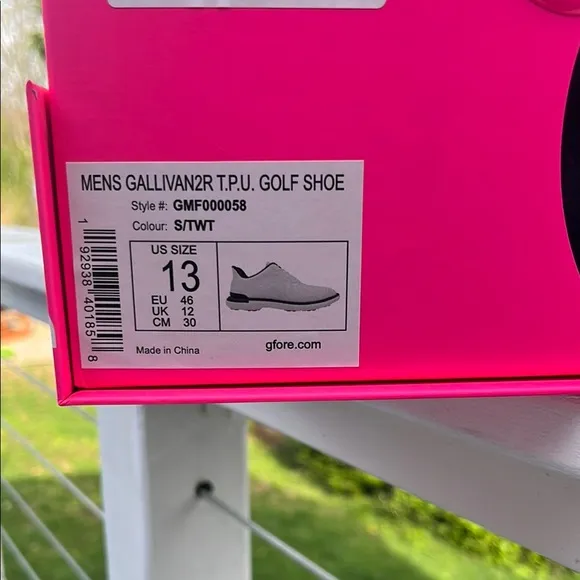 MENS GALLIVAN2R T.P.U. GOLF SHOE
Style #: GMF000058
Colour: S/TWT
US SIZE
13
EU 46
UK 12
CM 30
1 92938 40185 8
Made in China
gfore.com